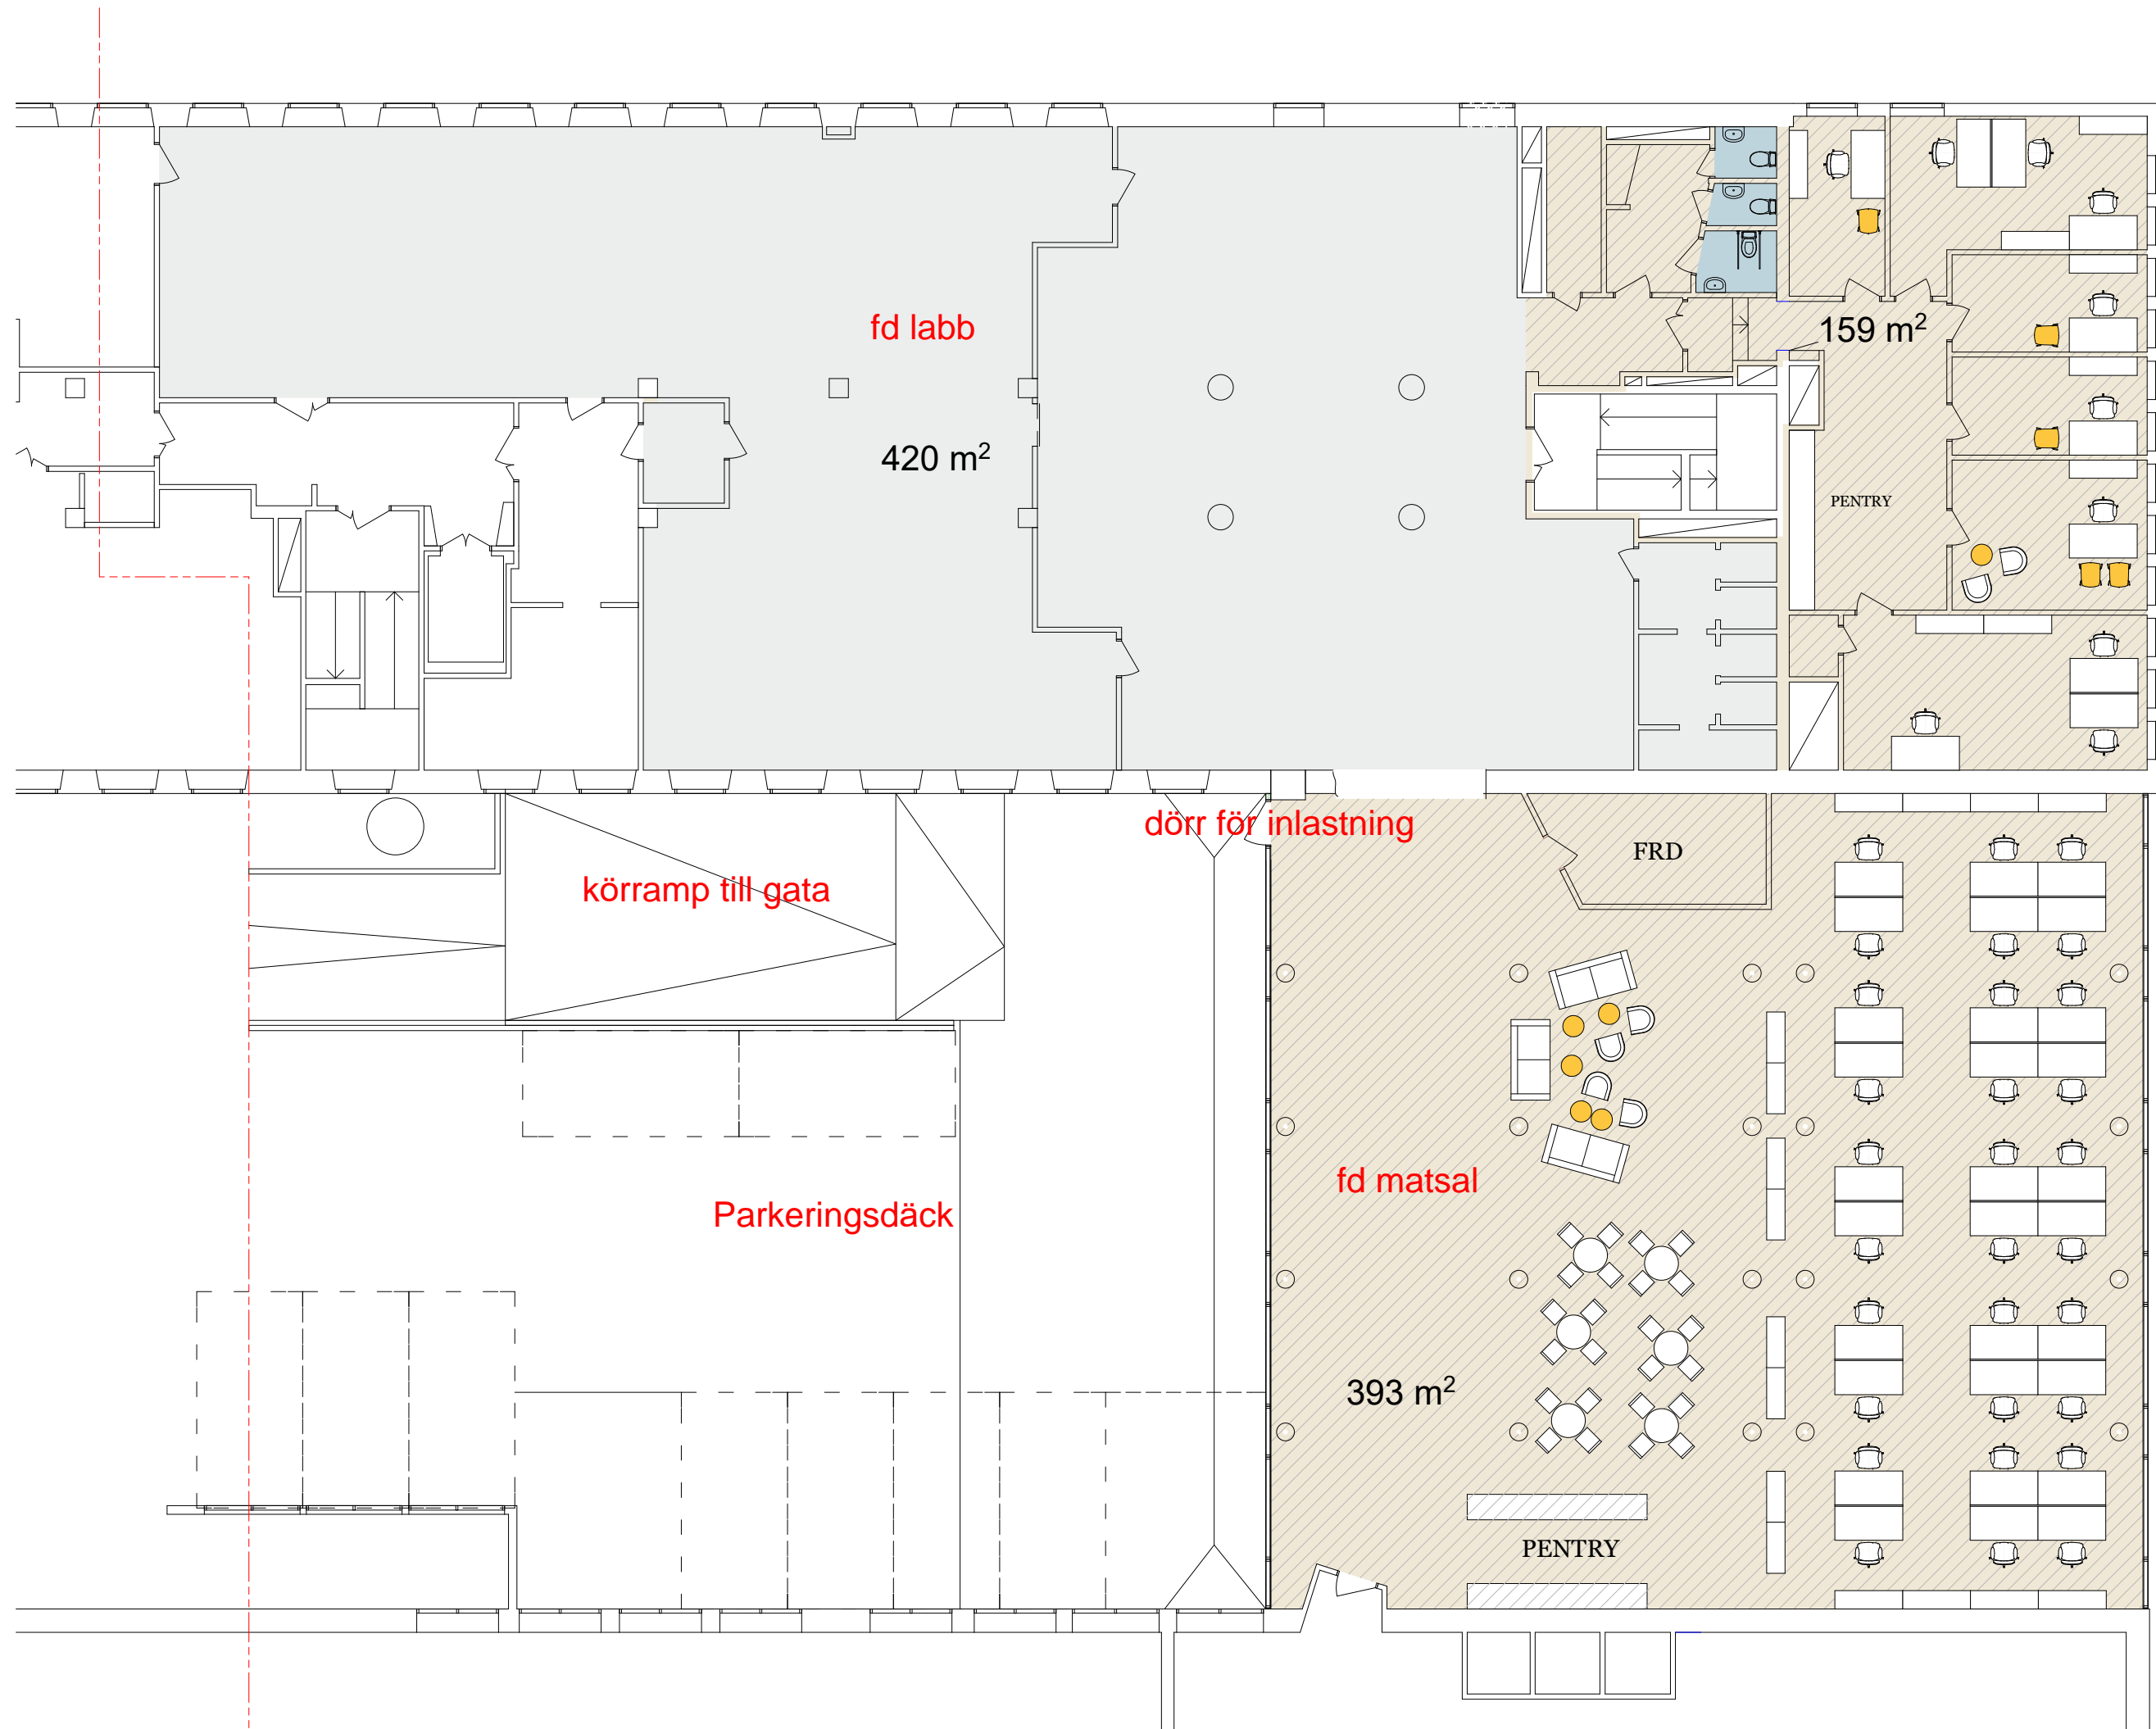 fd labb
159 m²
420 m²
PENTRY
dörr för inlastning
FRD
körramp till gata
fd matsal
Parkeringsdäck
393 m²
PENTRY